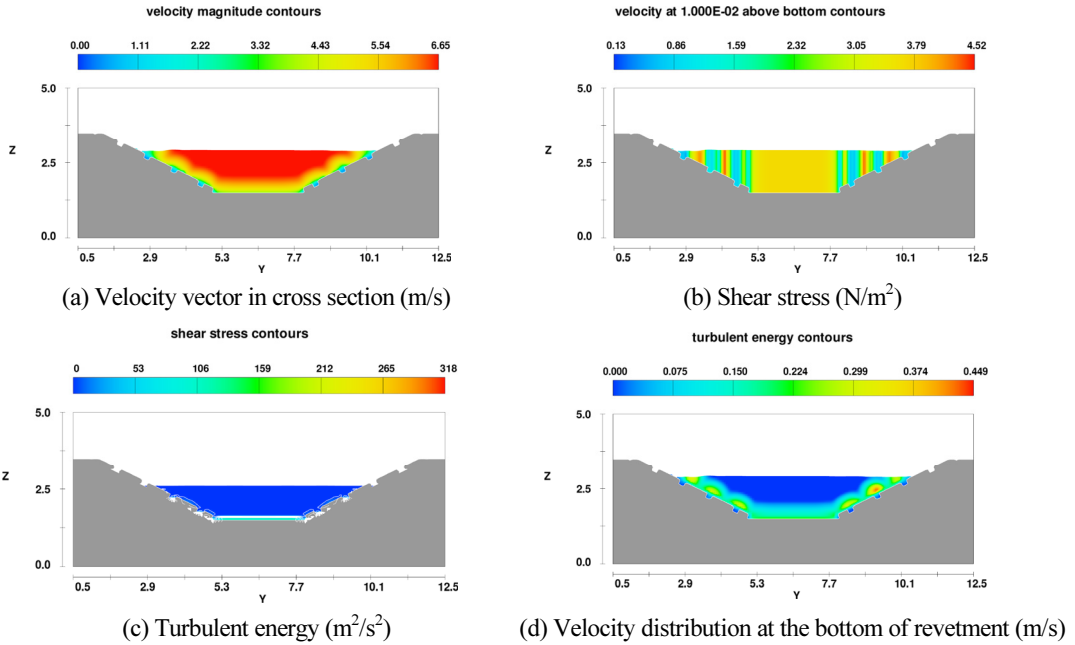 velocity magnitude contours
0.00 1.11 2.22 3.32 4.43 5.54 6.65
5.0
Z
2.5
0.0
0.5 2.9 5.3 7.7 10.1 12.5
Y
(a) Velocity vector in cross section (m/s)
velocity at 1.000E-02 above bottom contours
0.13 0.86 1.59 2.32 3.05 3.79 4.52
5.0
Z
2.5
0.0
0.5 2.9 5.3 7.7 10.1 12.5
Y
(b) Shear stress (N/m²)
shear stress contours
0 53 106 159 212 265 318
5.0
Z
2.5
0.0
0.5 2.9 5.3 7.7 10.1 12.5
Y
(c) Turbulent energy (m²/s²)
turbulent energy contours
0.000 0.075 0.150 0.224 0.299 0.374 0.449
5.0
Z
2.5
0.0
0.5 2.9 5.3 7.7 10.1 12.5
Y
(d) Velocity distribution at the bottom of revetment (m/s)